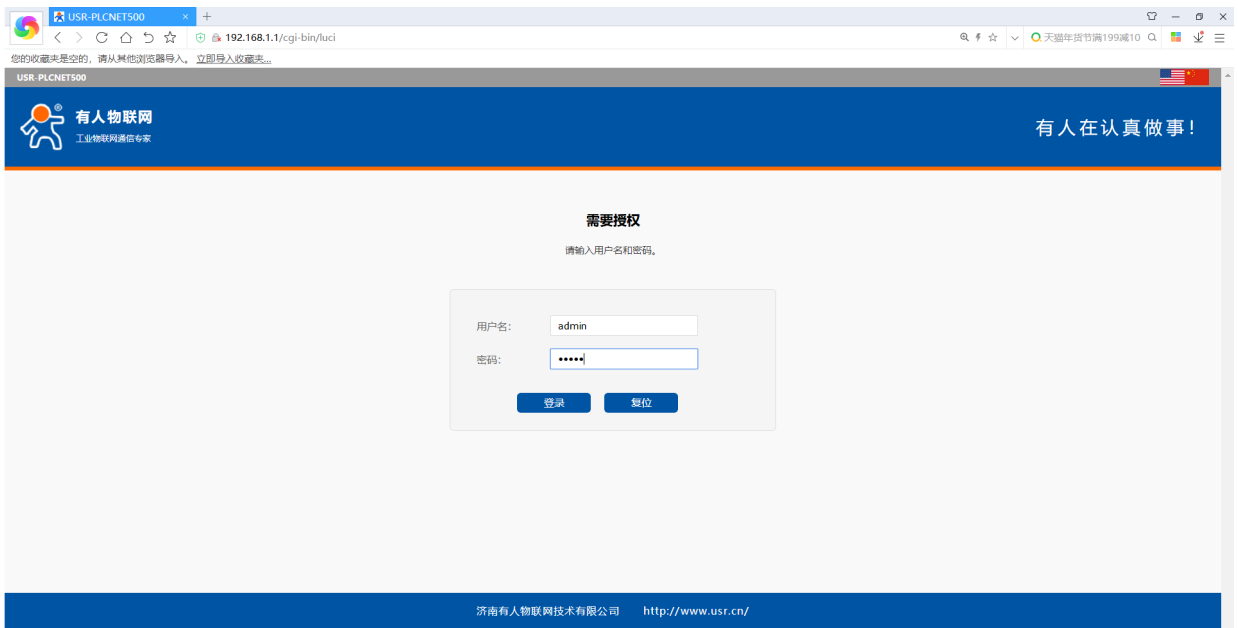 USR-PLCNET500
192.168.1.1/cgi-bin/luci
天猫年货节满199减10
您的收藏夹是空的，请从其他浏览器导入。 立即导入收藏夹...
USR-PLCNET500
有人物联网
工业物联网通信专家
有人在认真做事！
需要授权
请输入用户名和密码。
用户名： admin
密码： •••••
登录 复位
济南有人物联网技术有限公司 http://www.usr.cn/